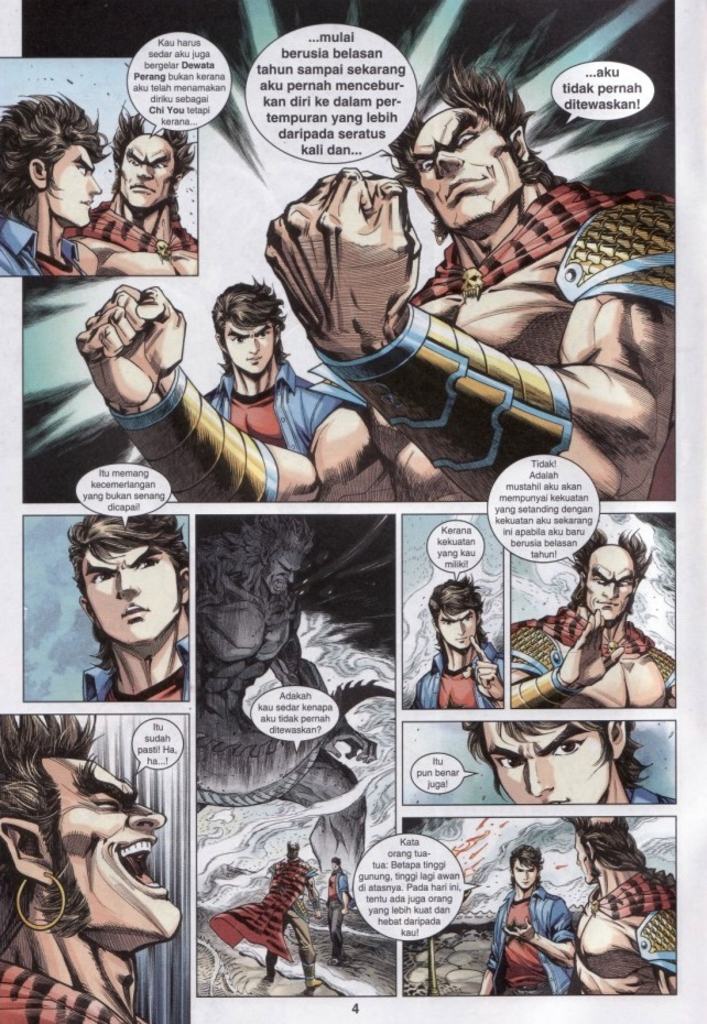 Kau harus
sedar aku juga
bergelar Dewata
Perang bukan kerana
aku telah menamakan
diriku sebagai
Chi You tetapi
kerana...
...mulai
berusia belasan
tahun sampai sekarang
aku pernah mencebur-
kan diri ke dalam per-
tempuran yang lebih
daripada seratus
kali dan...
...aku
tidak pernah
ditewaskan!
Itu memang
kecemerlangan
yang bukan senang
dicapai!
Adakah
kau sedar kenapa
aku tidak pernah
ditewaskan?
Kerana
kekuatan
yang kau
miliki!
Tidak!
Adalah
mustahil aku akan
mempunyai kekuatan
yang setanding dengan
kekuatan aku sekarang
ini apabila aku baru
berusia belasan
tahun!
Itu
sudah
pasti! Ha,
ha...!
Itu
pun benar
juga!
Kata
orang tua-
tua: Betapa tinggi
gunung, tinggi lagi awan
di atasnya. Pada hari ini,
tentu ada juga orang
yang lebih kuat dan
hebat daripada
kau!
4